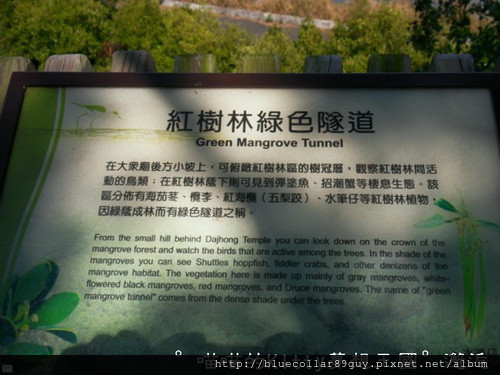 紅樹林綠色隧道
Green Mangrove Tunnel
在大眾廟後方小坡上，可俯瞰紅樹林區的樹冠層，觀察紅樹林間活
動的鳥類；在紅樹林蔭下則可見到彈塗魚、招潮蟹等棲息生態。該
區分佈有海茄苳、欖李、紅海欖（五梨跤）、水筆仔等紅樹林植物，
因綠蔭成林而有綠色隧道之稱。
From the small hill behind Dajhong Temple you can look down on the crown of the
mangrove forest and watch the birds that are active among the trees. In the shade of the
mangroves you can see Shuttles hoppfish, fiddler crabs, and other denizens of the
mangrove habitat. The vegetation here is made up mainly of gray mangroves, white-
flowered black mangroves, red mangroves, and Druce mangroves. The name of "green
mangrove tunnel" comes from the dense shade under the trees.
http://bluecollar89guy.pixnet.net/album